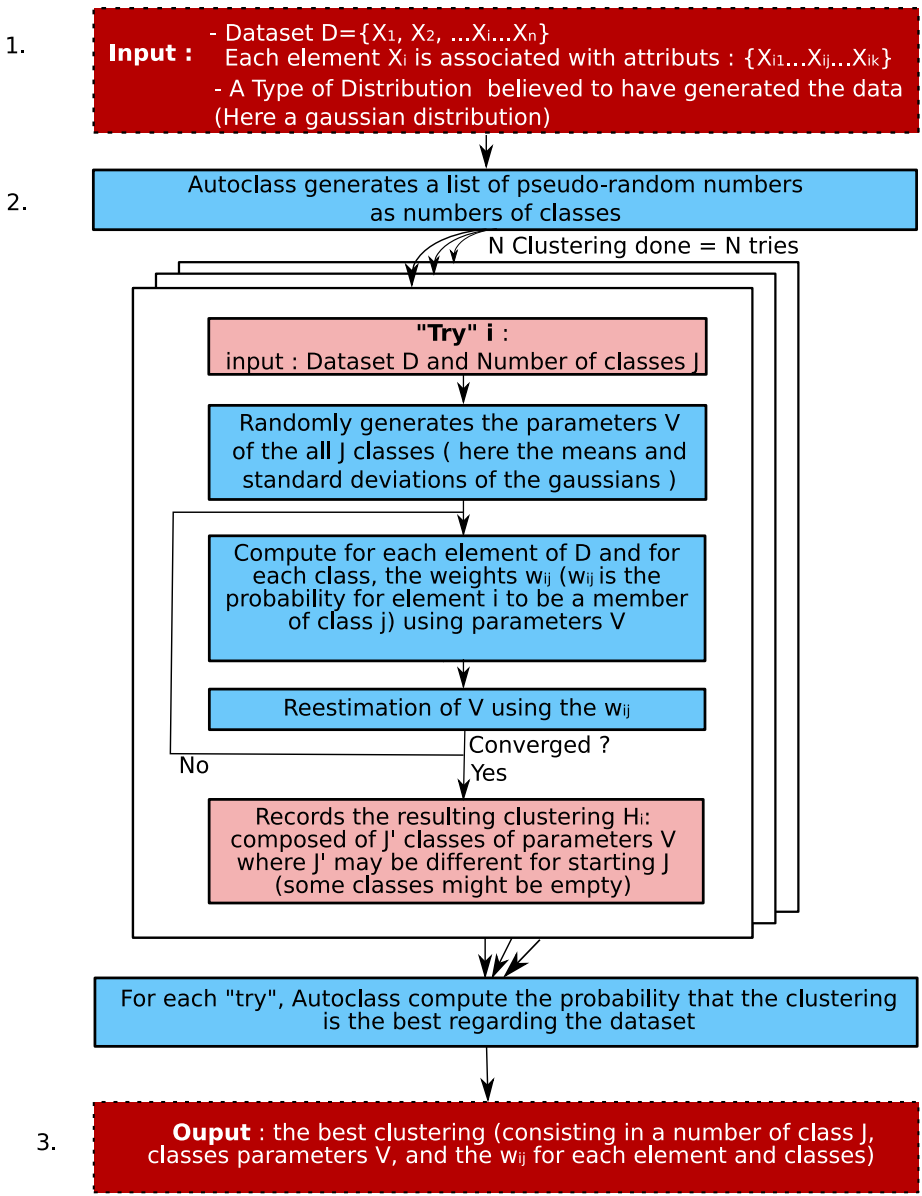 1.
Input : - Dataset D={X₁, X₂, ...Xᵢ...Xₙ}
Each element Xᵢ is associated with attributs : {Xᵢ₁...Xᵢⱼ...Xᵢₖ}
- A Type of Distribution believed to have generated the data
(Here a gaussian distribution)
2.
Autoclass generates a list of pseudo-random numbers
as numbers of classes
N Clustering done = N tries
"Try" i :
input : Dataset D and Number of classes J
Randomly generates the parameters V
of the all J classes ( here the means and
standard deviations of the gaussians )
Compute for each element of D and for
each class, the weights wᵢⱼ (wᵢⱼ is the
probability for element i to be a member
of class j) using parameters V
Reestimation of V using the wᵢⱼ
Converged ?
No
Yes
Records the resulting clustering Hᵢ:
composed of J' classes of parameters V
where J' may be different for starting J
(some classes might be empty)
For each "try", Autoclass compute the probability that the clustering
is the best regarding the dataset
3.
Ouput : the best clustering (consisting in a number of class J,
classes parameters V, and the wᵢⱼ for each element and classes)